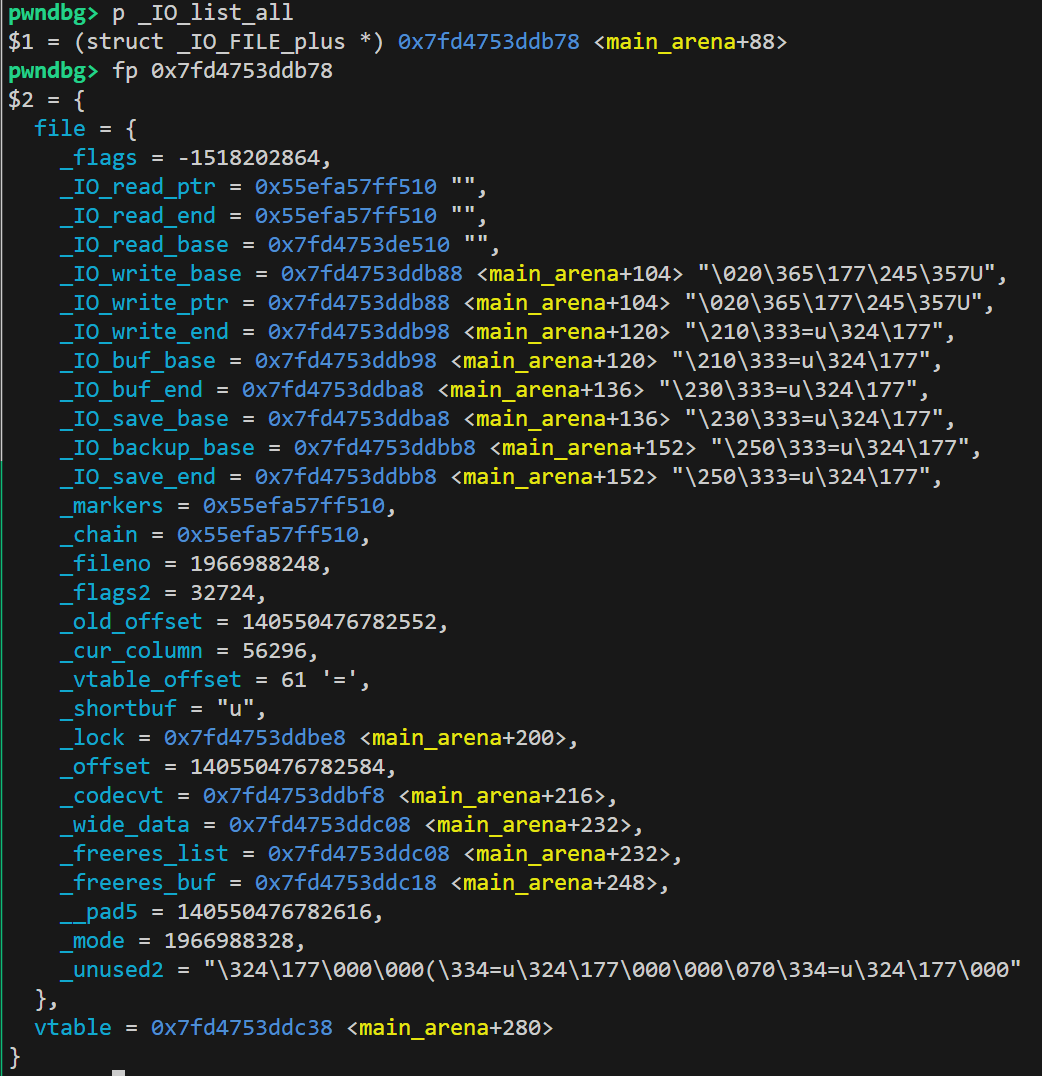 pwndbg> p _IO_list_all
$1 = (struct _IO_FILE_plus *) 0x7fd4753ddb78 <main_arena+88>
pwndbg> fp 0x7fd4753ddb78
$2 = {
  file = {
    _flags = -1518202864,
    _IO_read_ptr = 0x55efa57ff510 "",
    _IO_read_end = 0x55efa57ff510 "",
    _IO_read_base = 0x7fd4753de510 "",
    _IO_write_base = 0x7fd4753ddb88 <main_arena+104> "\020\365\177\245\357U",
    _IO_write_ptr = 0x7fd4753ddb88 <main_arena+104> "\020\365\177\245\357U",
    _IO_write_end = 0x7fd4753ddb98 <main_arena+120> "\210\333=u\324\177",
    _IO_buf_base = 0x7fd4753ddb98 <main_arena+120> "\210\333=u\324\177",
    _IO_buf_end = 0x7fd4753ddba8 <main_arena+136> "\230\333=u\324\177",
    _IO_save_base = 0x7fd4753ddba8 <main_arena+136> "\230\333=u\324\177",
    _IO_backup_base = 0x7fd4753ddbb8 <main_arena+152> "\250\333=u\324\177",
    _IO_save_end = 0x7fd4753ddbb8 <main_arena+152> "\250\333=u\324\177",
    _markers = 0x55efa57ff510,
    _chain = 0x55efa57ff510,
    _fileno = 1966988248,
    _flags2 = 32724,
    _old_offset = 140550476782552,
    _cur_column = 56296,
    _vtable_offset = 61 '=',
    _shortbuf = "u",
    _lock = 0x7fd4753ddbe8 <main_arena+200>,
    _offset = 140550476782584,
    _codecvt = 0x7fd4753ddbf8 <main_arena+216>,
    _wide_data = 0x7fd4753ddc08 <main_arena+232>,
    _freeres_list = 0x7fd4753ddc08 <main_arena+232>,
    _freeres_buf = 0x7fd4753ddc18 <main_arena+248>,
    __pad5 = 140550476782616,
    _mode = 1966988328,
    _unused2 = "\324\177\000\000(\334=u\324\177\000\000\070\334=u\324\177\000"
  },
  vtable = 0x7fd4753ddc38 <main_arena+280>
}